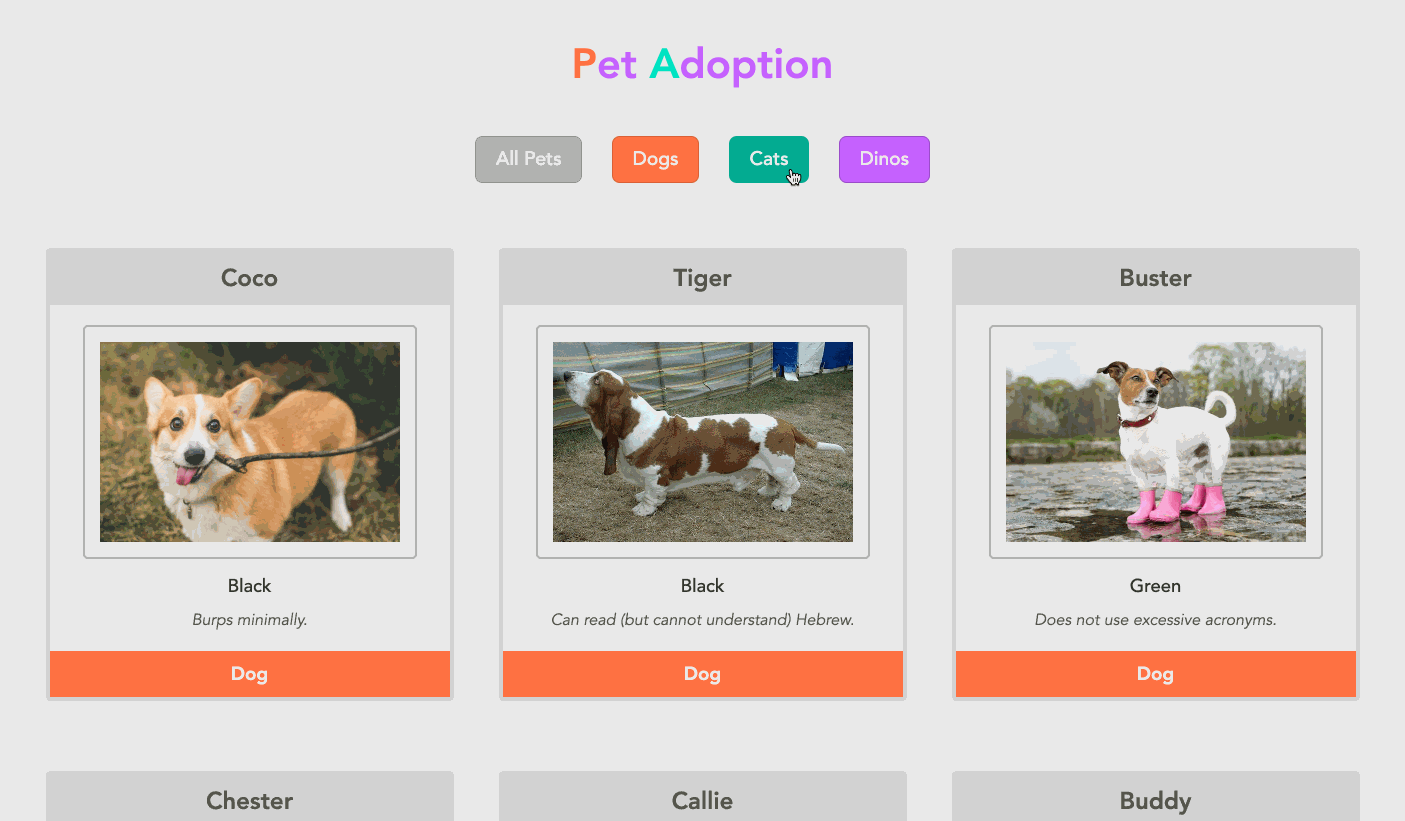 Pet Adoption
All Pets Dogs Cats Dinos
Coco Tiger Buster
Black Black Green
Burps minimally. Can read (but cannot understand) Hebrew. Does not use excessive acronyms.
Dog Dog Dog
Chester Callie Buddy